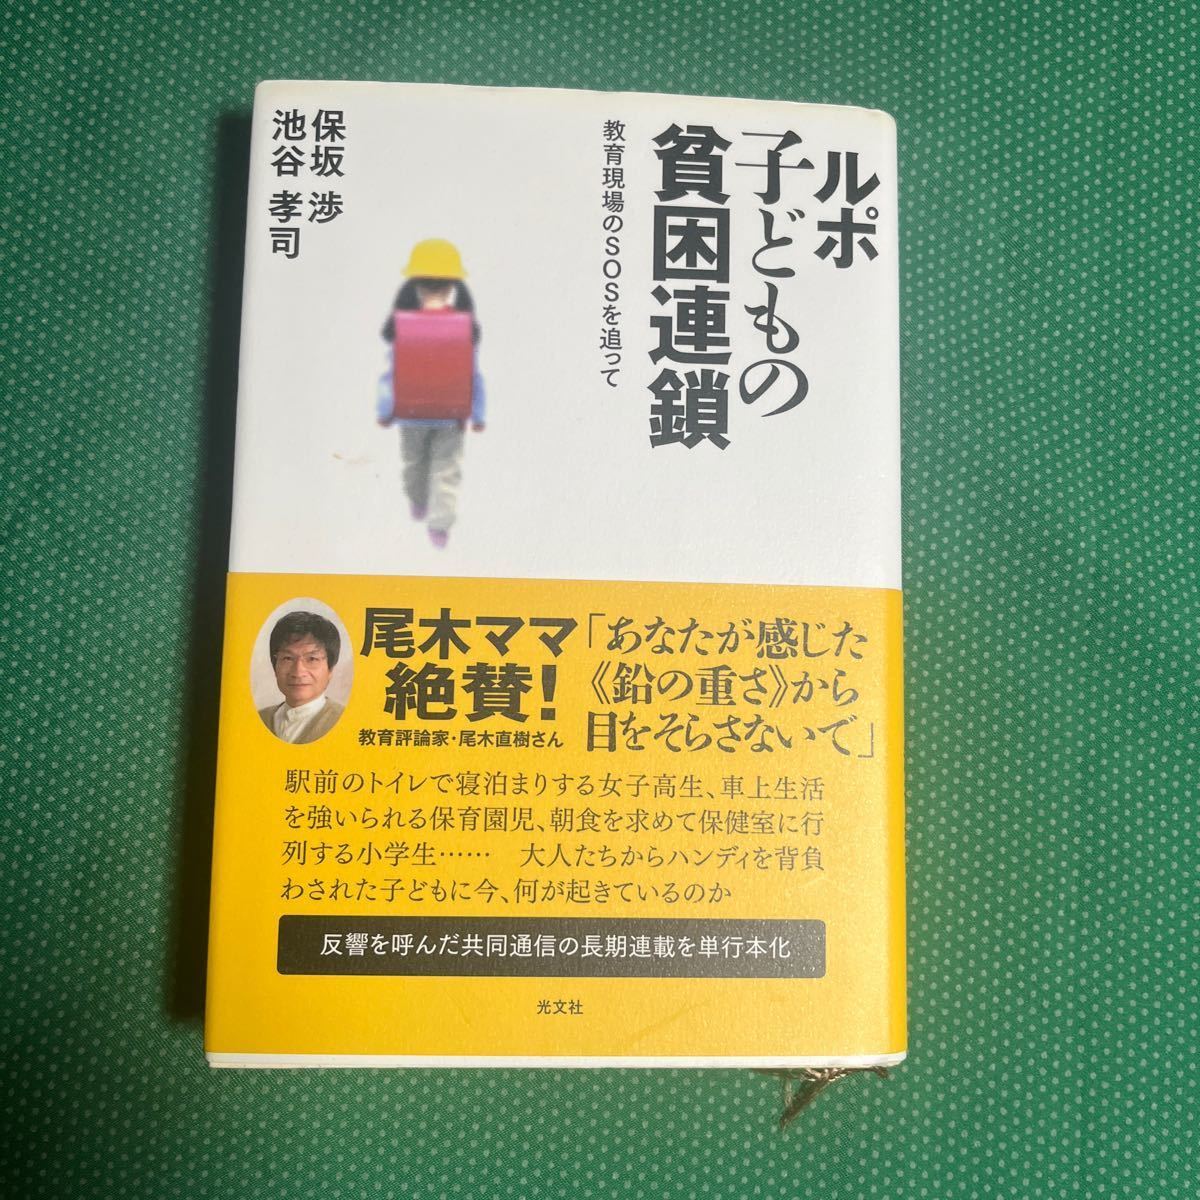 ルポ
子どもの
貧困連鎖
教育現場のSOSを追って
保坂 渉
池谷 孝司
尾木ママ
絶賛!
教育評論家・尾木直樹さん
「あなたが感じた
《鉛の重さ》から
目をそらさないで」
駅前のトイレで寝泊まりする女子高生、車上生活
を強いられる保育園児、朝食を求めて保健室に行
列する小学生…… 大人たちからハンディを背負
わされた子どもに今、何が起きているのか
反響を呼んだ共同通信の長期連載を単行本化
光文社